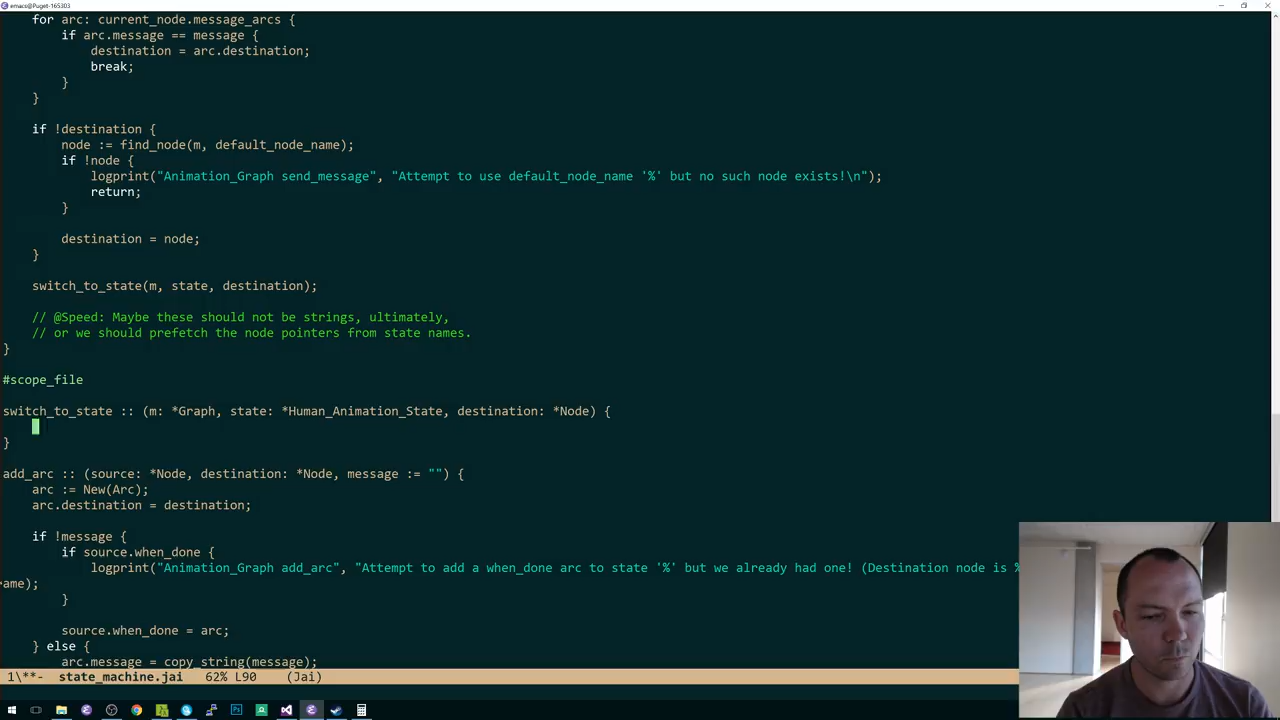 emacs@Puget-165303
for arc: current_node.message_arcs {
if arc.message == message {
destination = arc.destination;
break;
}
}
if !destination {
node := find_node(m, default_node_name);
if !node {
logprint("Animation_Graph send_message", "Attempt to use default_node_name '%' but no such node exists!\n");
return;
}
destination = node;
}
switch_to_state(m, state, destination);
// @Speed: Maybe these should not be strings, ultimately,
// or we should prefetch the node pointers from state names.
}
#scope_file
switch_to_state :: (m: *Graph, state: *Human_Animation_State, destination: *Node) {
}
add_arc :: (source: *Node, destination: *Node, message := "") {
arc := New(Arc);
arc.destination = destination;
if !message {
if source.when_done {
logprint("Animation_Graph add_arc", "Attempt to add a when_done arc to state '%' but we already had one! (Destination node is %
ame);
}
source.when_done = arc;
} else {
arc.message = copy_string(message);
1\**- state_machine.jai 62% L90 (Jai)